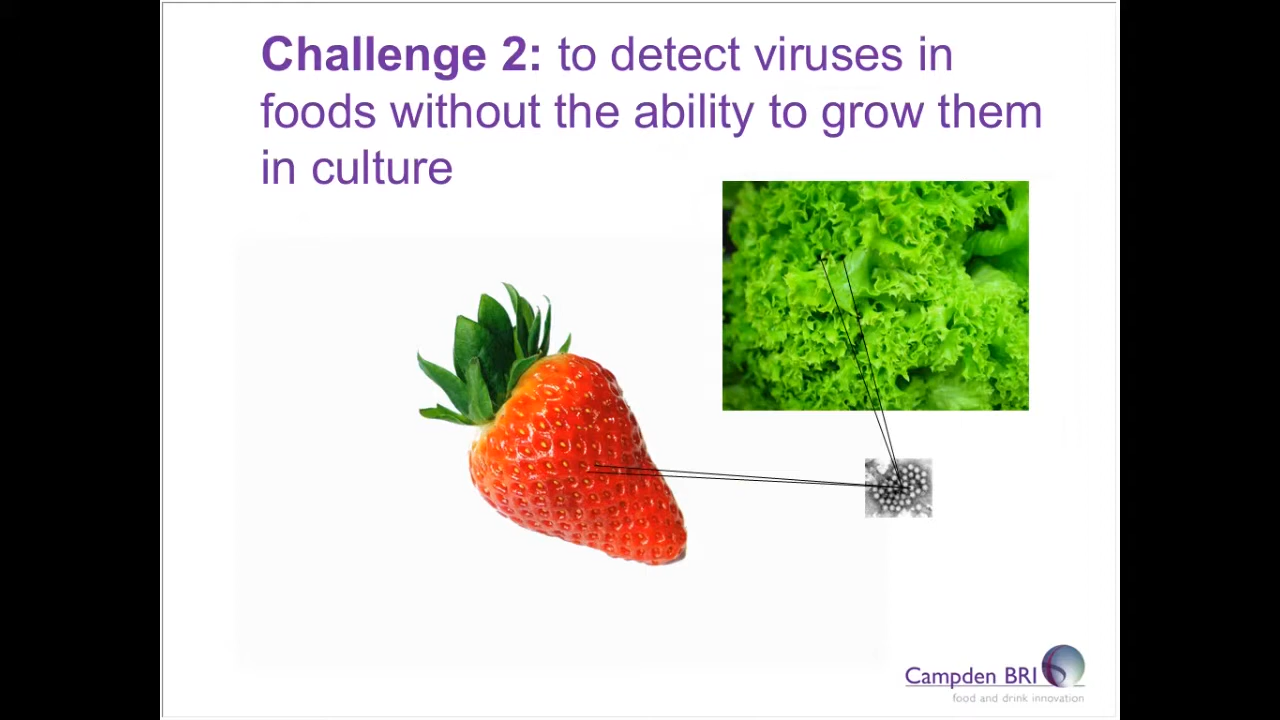 Challenge 2: to detect viruses in
foods without the ability to grow them
in culture
Campden BRI
food and drink innovation